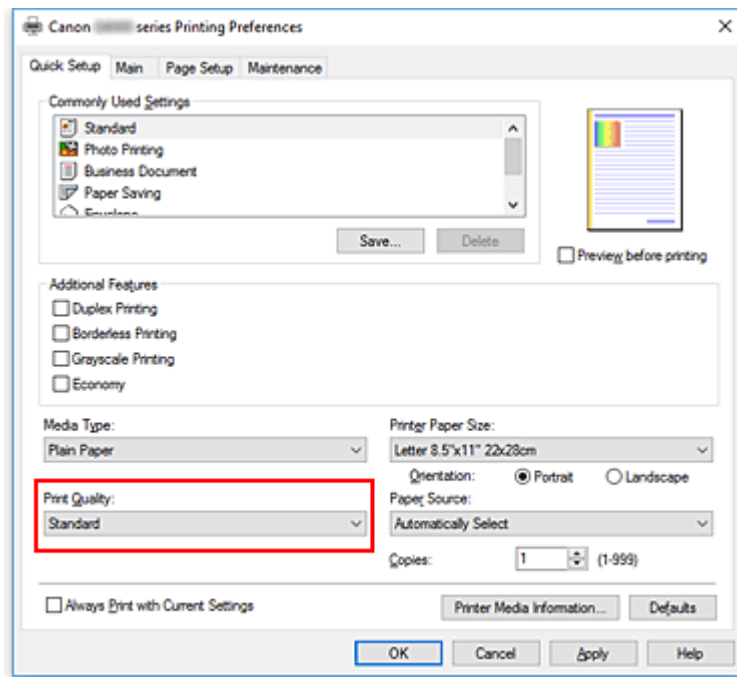 Canon series Printing Preferences
Quick Setup Main Page Setup Maintenance
Commonly Used Settings
Standard
Photo Printing
Business Document
Paper Saving
Envelope
Save... Delete
Preview before printing
Additional Features
Duplex Printing
Borderless Printing
Grayscale Printing
Economy
Media Type: Printer Paper Size:
Plain Paper Letter 8.5"x11" 22x28cm
Orientation: Portrait Landscape
Print Quality: Paper Source:
Standard Automatically Select
Copies: 1 (1-999)
Always Print with Current Settings Printer Media Information... Defaults
OK Cancel Apply Help